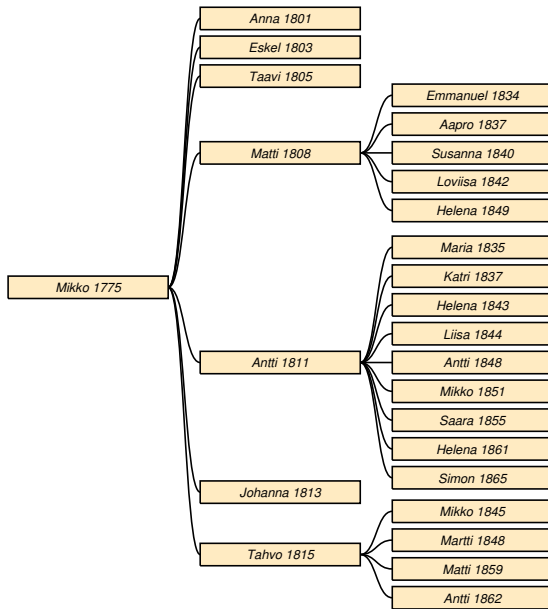 Anna 1801
Eskel 1803
Taavi 1805
Emmanuel 1834
Aapro 1837
Matti 1808
Susanna 1840
Loviisa 1842
Helena 1849
Maria 1835
Katri 1837
Mikko 1775
Helena 1843
Liisa 1844
Antti 1811
Antti 1848
Mikko 1851
Saara 1855
Helena 1861
Simon 1865
Johanna 1813
Mikko 1845
Martti 1848
Tahvo 1815
Matti 1859
Antti 1862